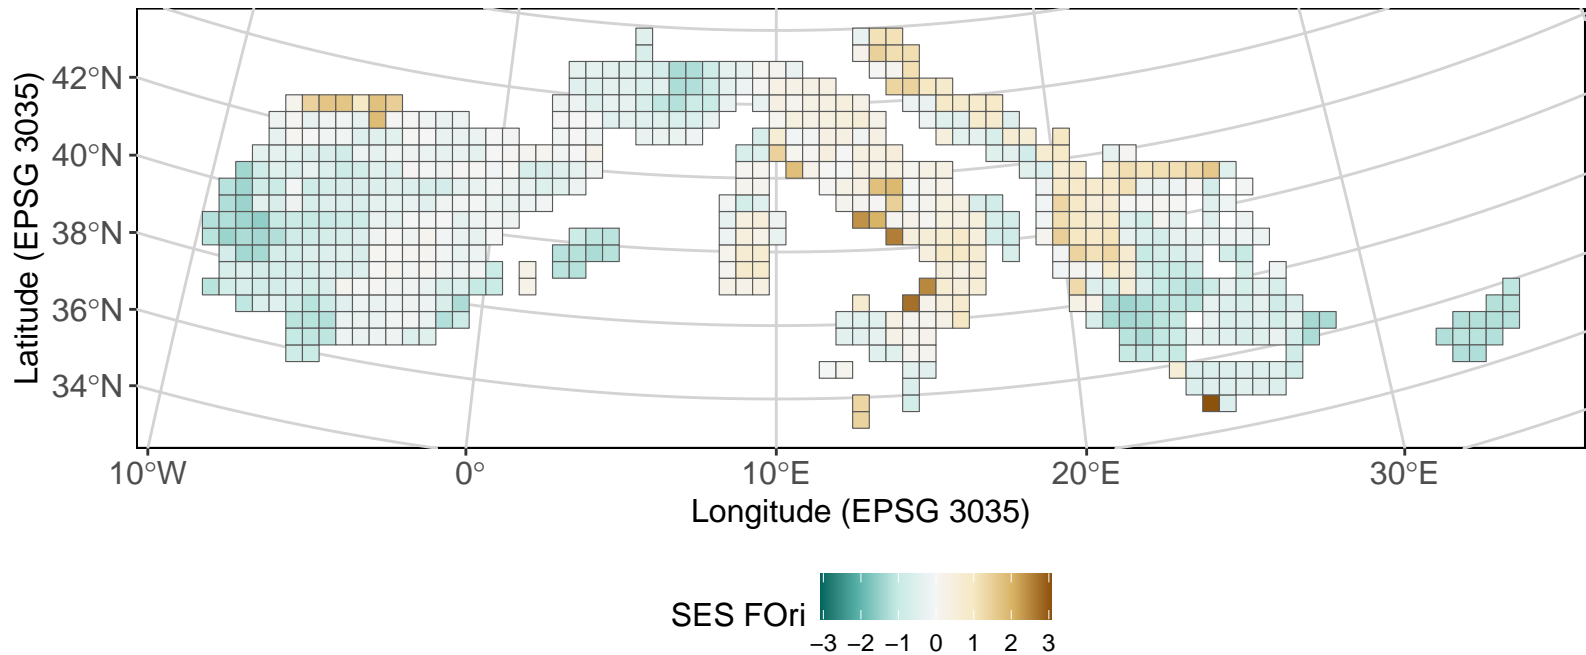 42°N
40°N
38°N
36°N
34°N
Latitude (EPSG 3035)
10°W 0° 10°E 20°E 30°E
Longitude (EPSG 3035)
SES FOri
−3 −2 −1 0 1 2 3